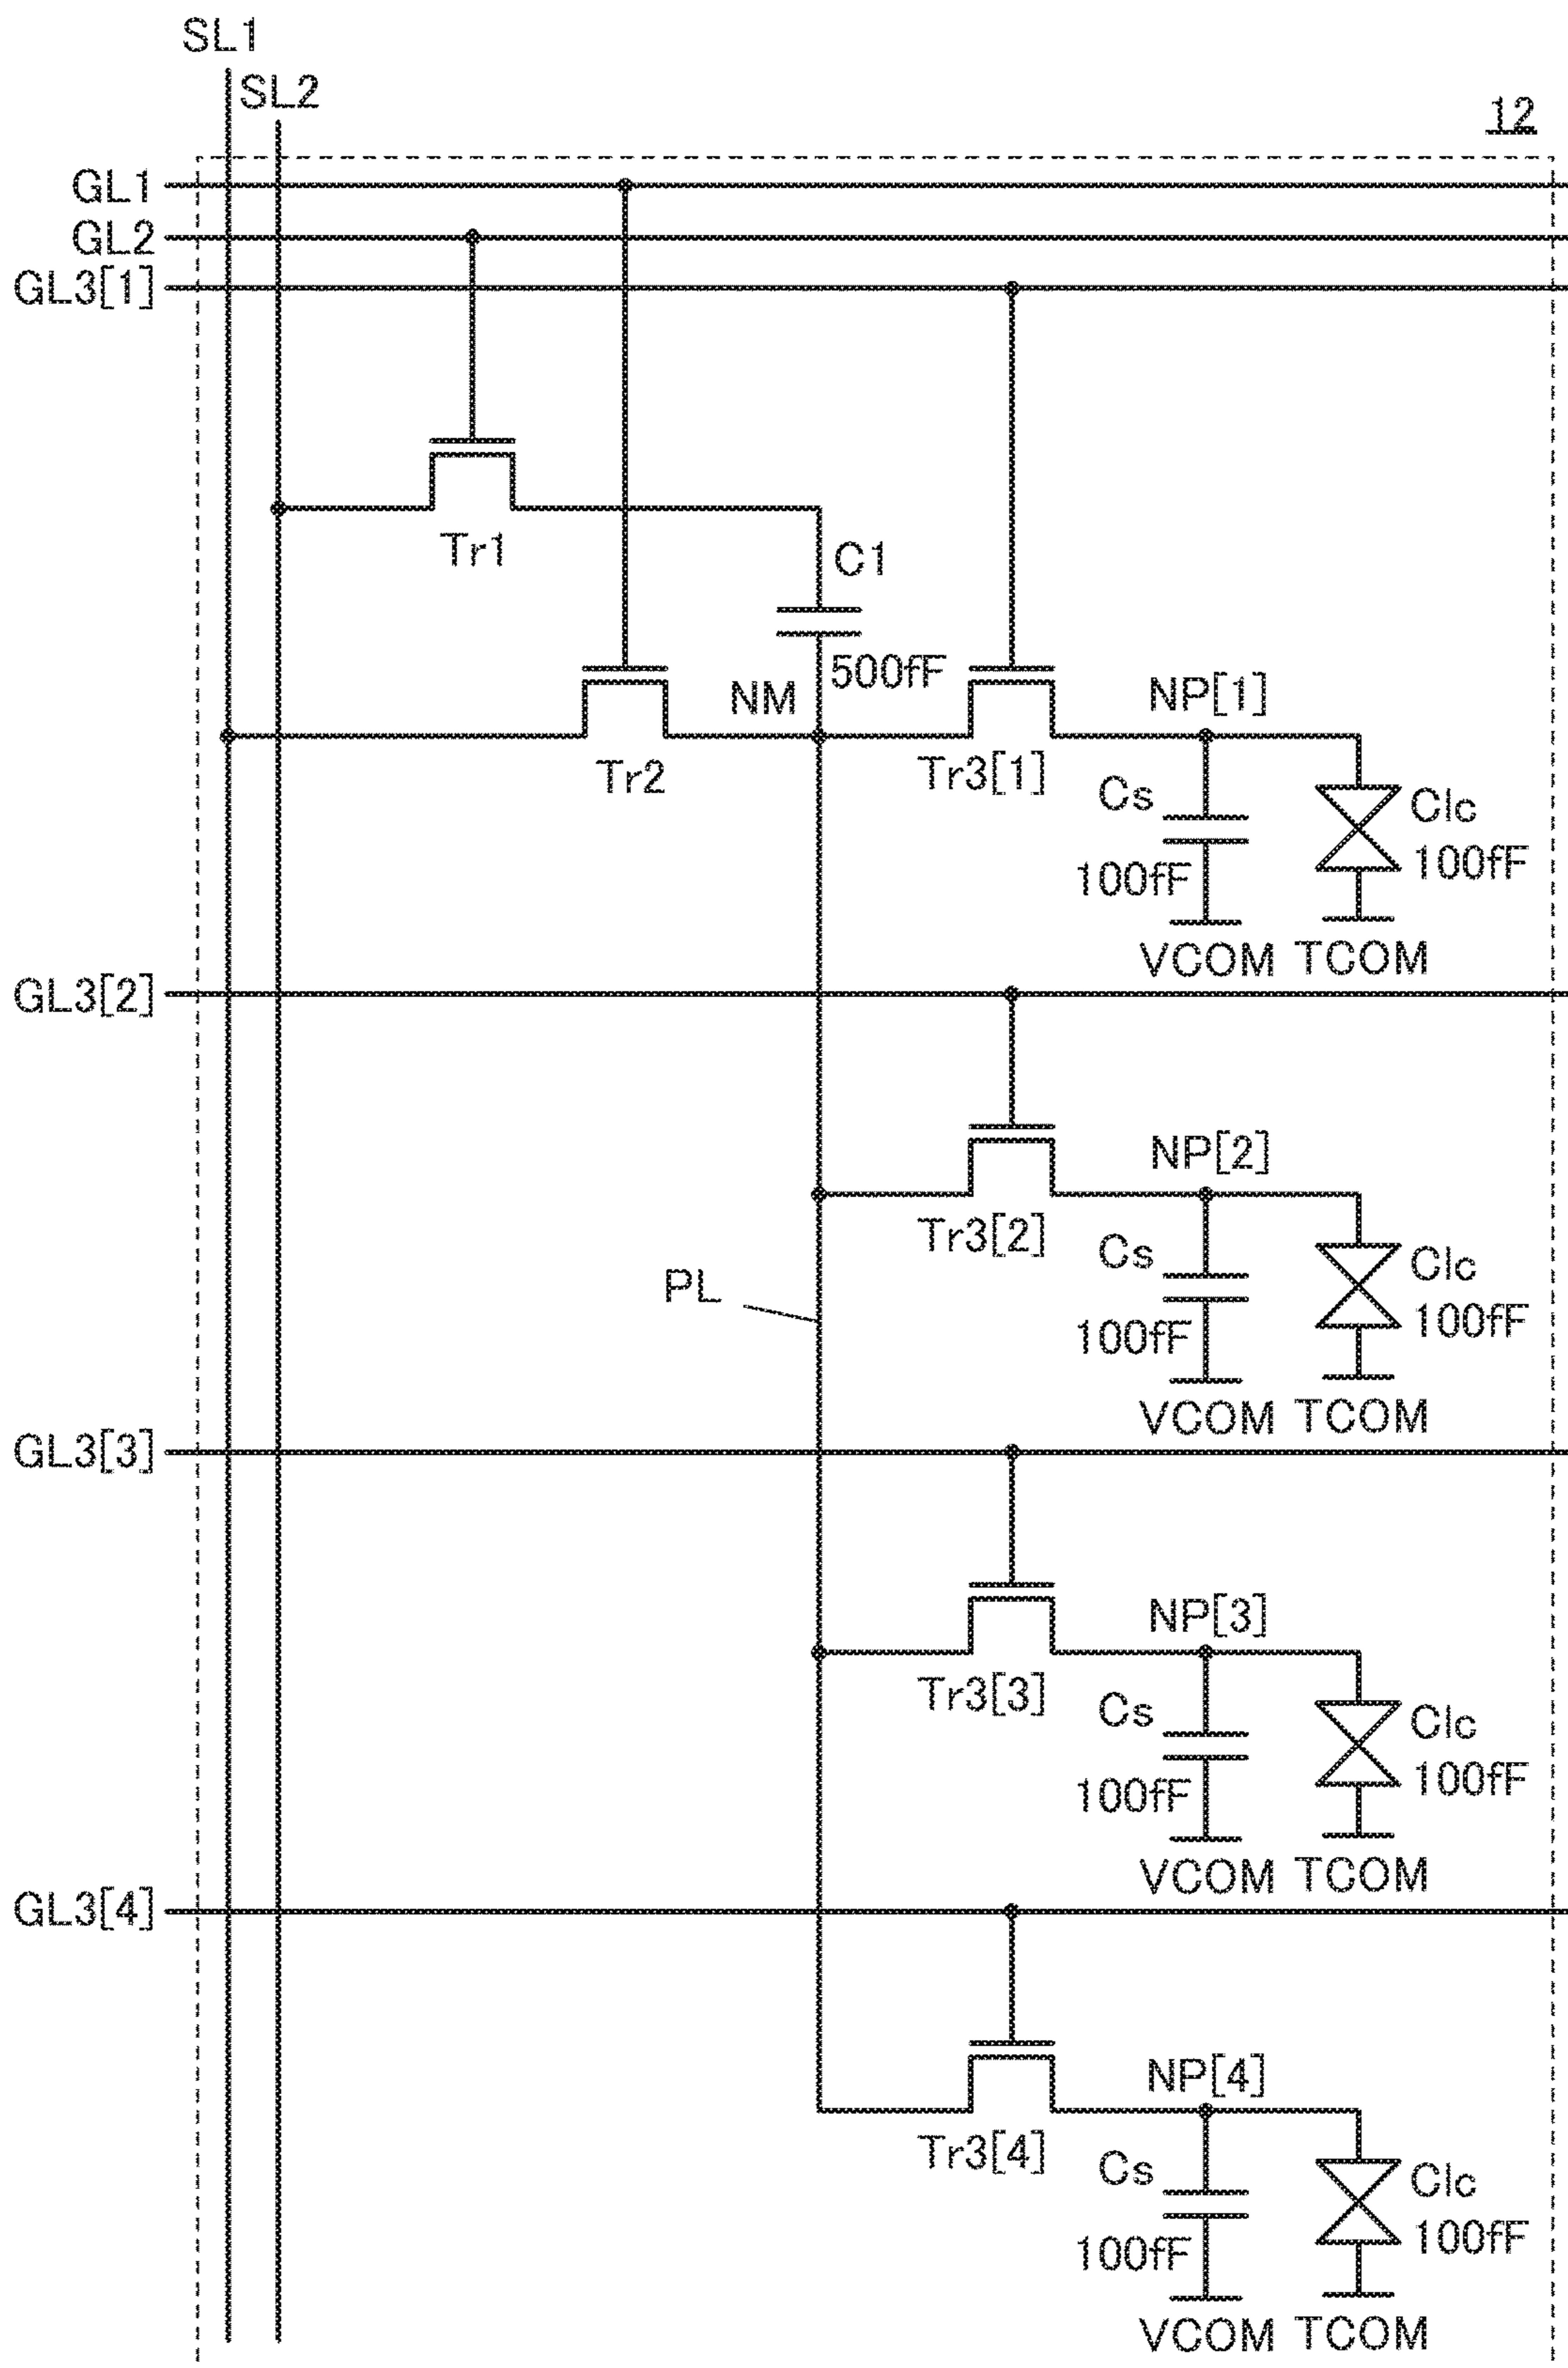 SL1
SL2
12
GL1
GL2
GL3[1]
Tr1
C1
500fF
NM
NP[1]
Tr2
Tr3[1]
Cs
Clc
100fF
100fF
VCOM
TCOM
GL3[2]
NP[2]
Tr3[2]
Cs
Clc
PL
100fF
100fF
VCOM
TCOM
GL3[3]
NP[3]
Tr3[3]
Cs
Clc
100fF
100fF
VCOM
TCOM
GL3[4]
NP[4]
Tr3[4]
Cs
Clc
100fF
100fF
VCOM
TCOM